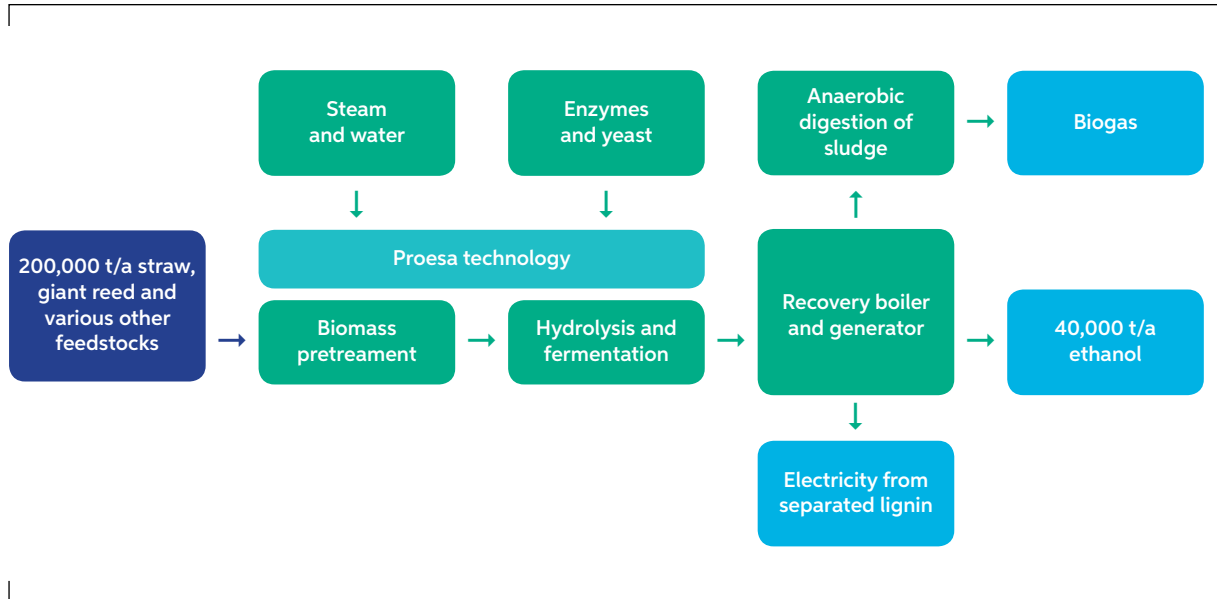 Steam
and water
Enzymes
and yeast
Anaerobic
digestion of
sludge
Biogas
200,000 t/a straw,
giant reed and
various other
feedstocks
Proesa technology
Biomass
pretreament
Hydrolysis and
fermentation
Recovery boiler
and generator
40,000 t/a
ethanol
Electricity from
separated lignin